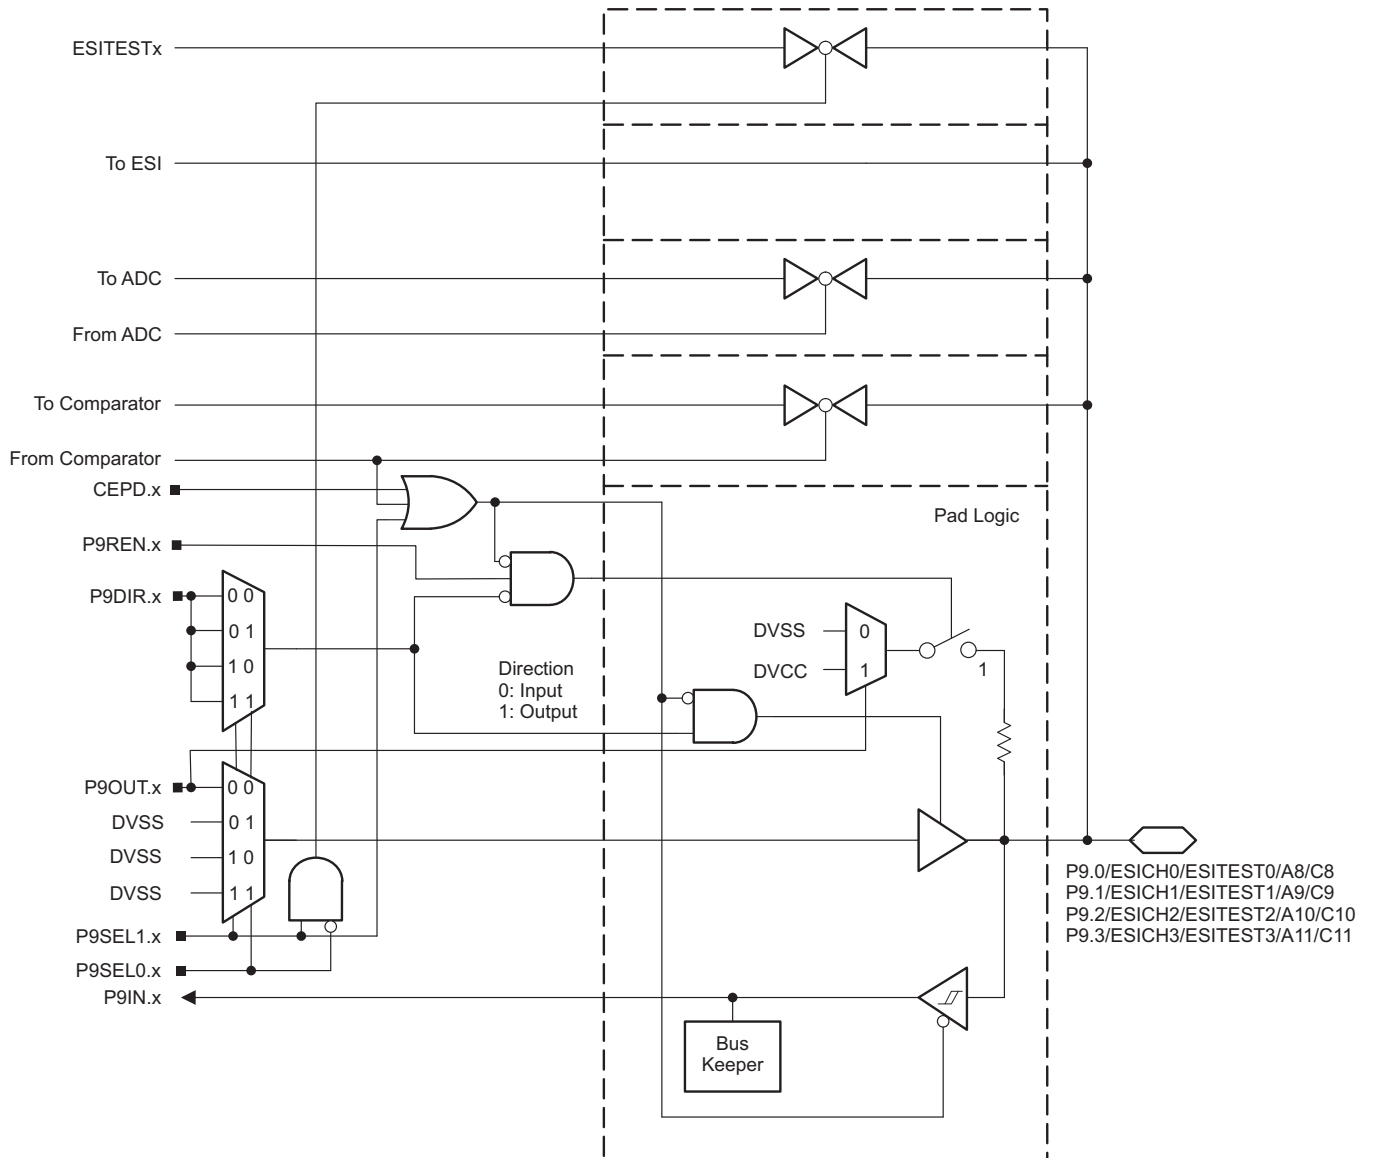 ESITESTx
To ESI
To ADC
From ADC
To Comparator
From Comparator
CEPD.x
Pad Logic
P9REN.x
P9DIR.x
0 0
0 1
1 0
1 1
Direction
0: Input
1: Output
DVSS
0
DVCC
1
1
P9OUT.x
0 0
DVSS
0 1
DVSS
1 0
DVSS
1 1
P9.0/ESICH0/ESITEST0/A8/C8
P9.1/ESICH1/ESITEST1/A9/C9
P9.2/ESICH2/ESITEST2/A10/C10
P9.3/ESICH3/ESITEST3/A11/C11
P9SEL1.x
P9SEL0.x
P9IN.x
Bus
Keeper